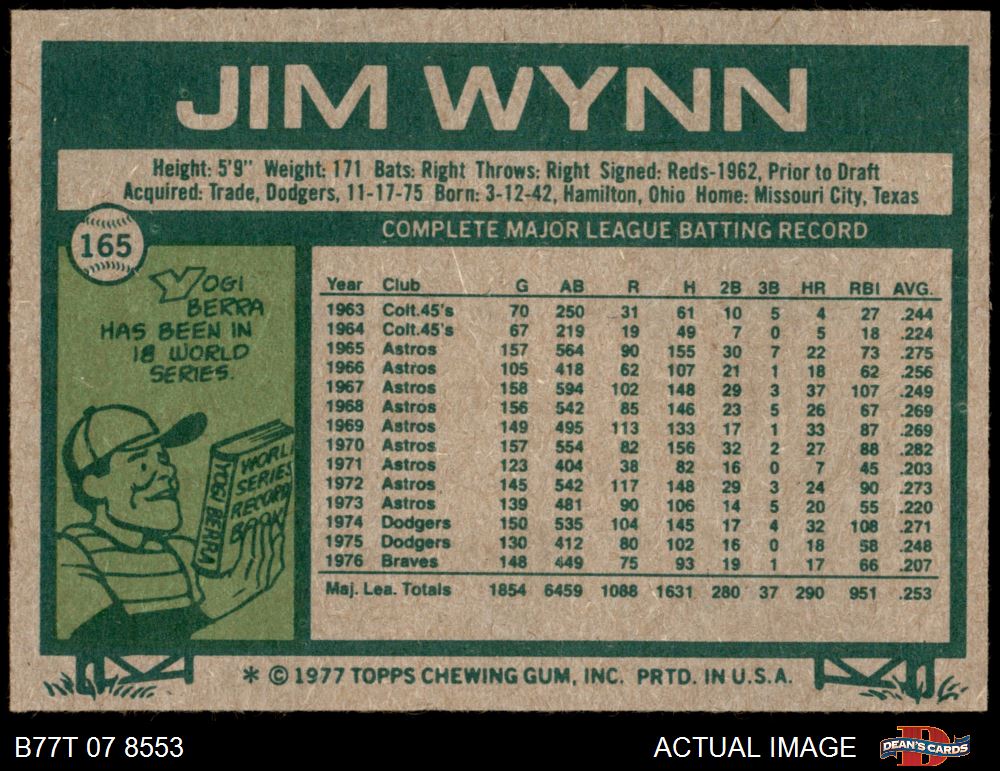 JIM WYNN
Height: 5'9" Weight: 171 Bats: Right Throws: Right Signed: Reds-1962, Prior to Draft
Acquired: Trade, Dodgers, 11-17-75 Born: 3-12-42, Hamilton, Ohio Home: Missouri City, Texas
165
YOGI
BERRA
HAS BEEN IN
18 WORLD
SERIES.
WORLD
SERIES
RECORD
BOOK
YOGI BERRA
COMPLETE MAJOR LEAGUE BATTING RECORD
Year Club G AB R H 2B 3B HR RBI AVG.
1963 Colt.45's 70 250 31 61 10 5 4 27 .244
1964 Colt.45's 67 219 19 49 7 0 5 18 .224
1965 Astros 157 564 90 155 30 7 22 73 .275
1966 Astros 105 418 62 107 21 1 18 62 .256
1967 Astros 158 594 102 148 29 3 37 107 .249
1968 Astros 156 542 85 146 23 5 26 67 .269
1969 Astros 149 495 113 133 17 1 33 87 .269
1970 Astros 157 554 82 156 32 2 27 88 .282
1971 Astros 123 404 38 82 16 0 7 45 .203
1972 Astros 145 542 117 148 29 3 24 90 .273
1973 Astros 139 481 90 106 14 5 20 55 .220
1974 Dodgers 150 535 104 145 17 4 32 108 .271
1975 Dodgers 130 412 80 102 16 0 18 58 .248
1976 Braves 148 449 75 93 19 1 17 66 .207
Maj. Lea. Totals 1854 6459 1088 1631 280 37 290 951 .253
* © 1977 TOPPS CHEWING GUM, INC. PRTD. IN U.S.A.
B77T 07 8553
ACTUAL IMAGE
DEAN'S CARDS